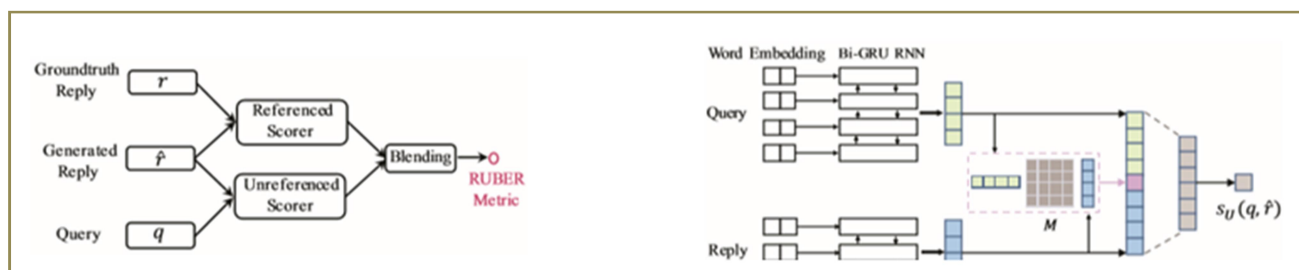 Groundtruth
Reply
r
Referenced
Scorer
Generated
Reply
r̂
Blending
RUBER
Metric
Unreferenced
Scorer
Query
q
Word Embedding
Bi-GRU RNN
Query
M
s_U(q, r̂)
Reply